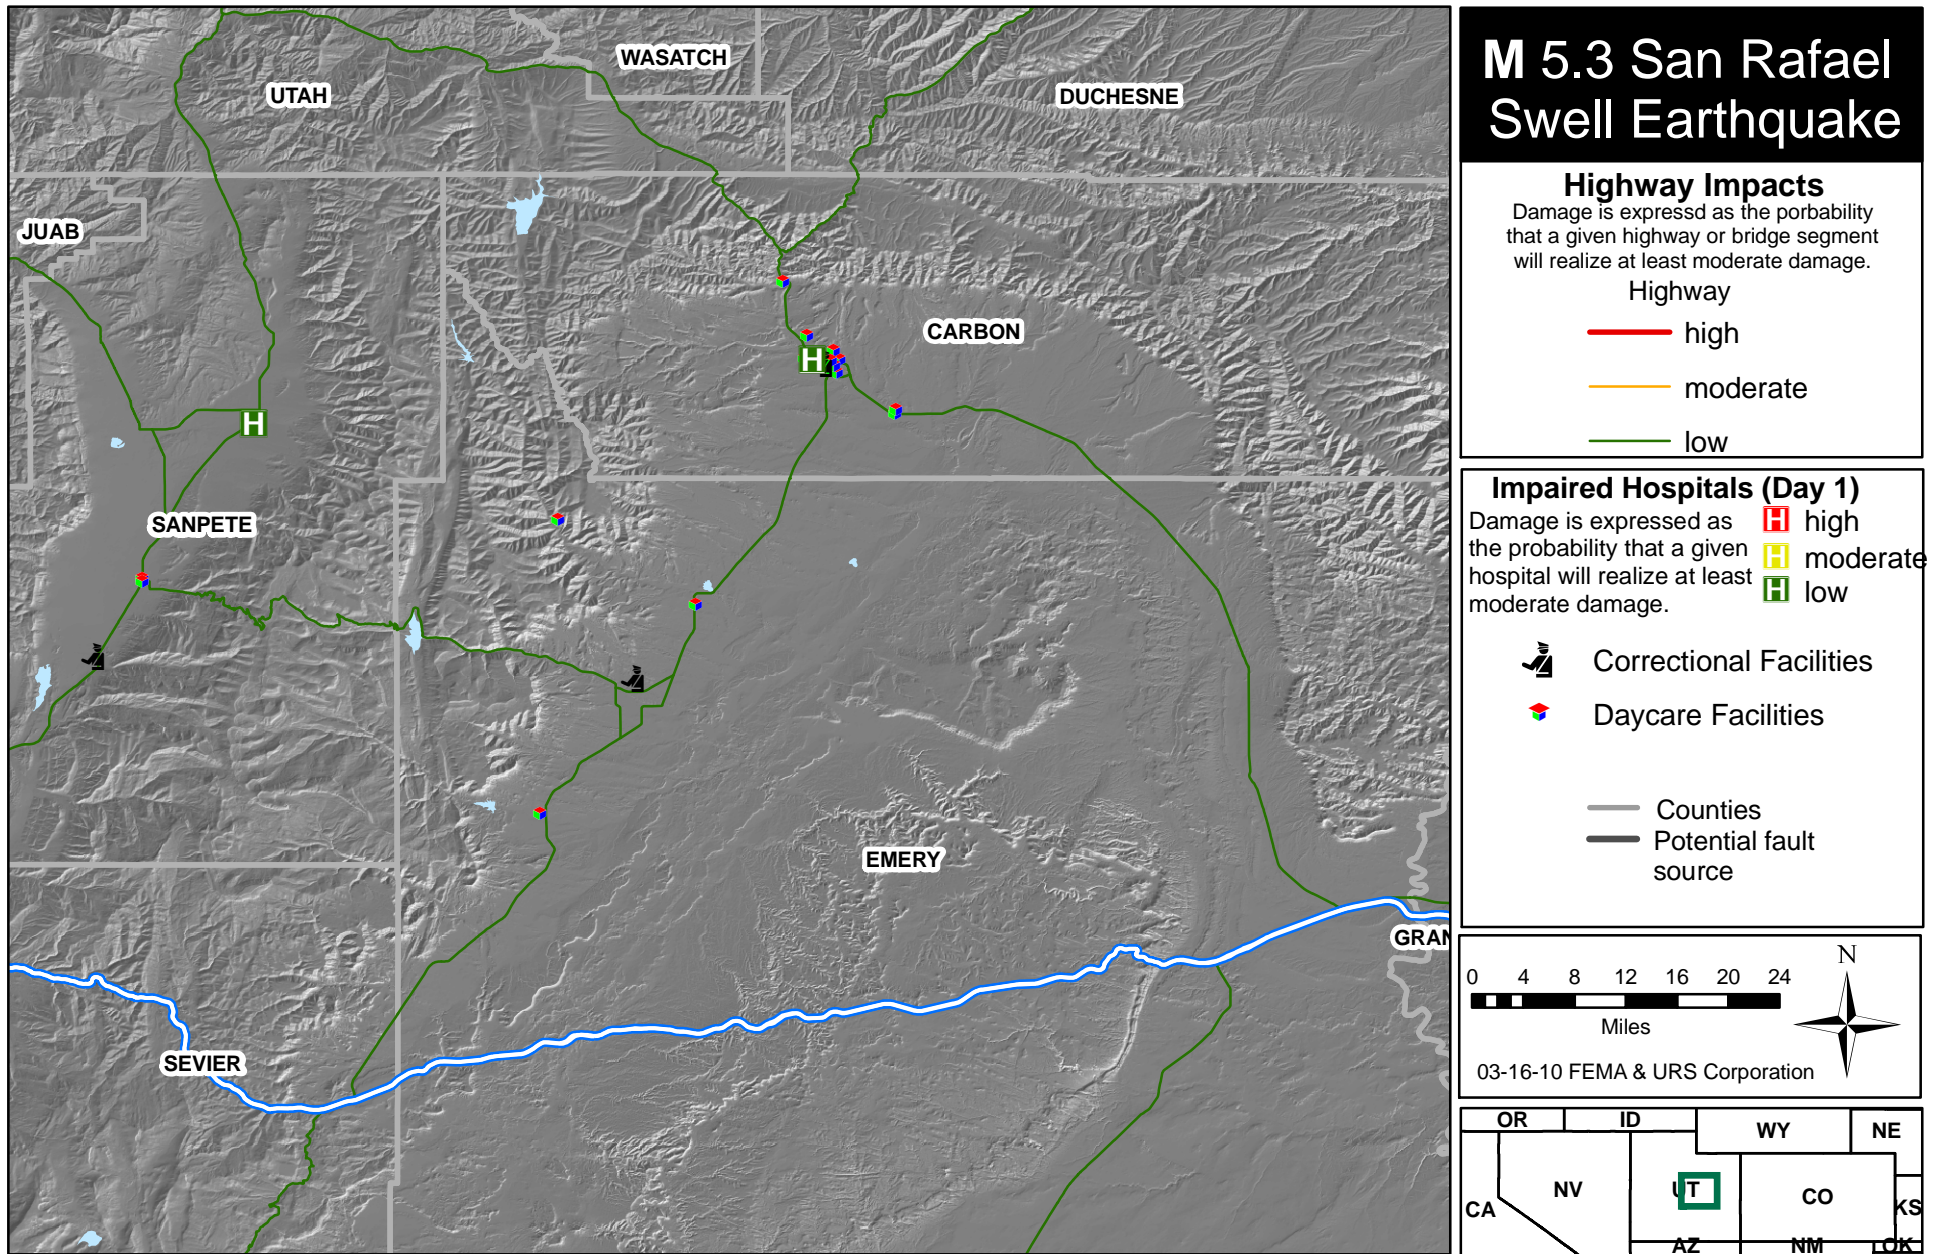 WASATCH
UTAH
DUCHESNE
JUAB
CARBON
H
H
SANPETE
EMERY
GRAN
SEVIER
M 5.3 San Rafael
Swell Earthquake
Highway Impacts
Damage is expressd as the porbability
that a given highway or bridge segment
will realize at least moderate damage.
Highway
high
moderate
low
Impaired Hospitals (Day 1)
Damage is expressed as
the probability that a given
hospital will realize at least
moderate damage.
H high
H moderate
H low
Correctional Facilities
Daycare Facilities
Counties
Potential fault
source
N
0 4 8 12 16 20 24
Miles
03-16-10 FEMA & URS Corporation
OR ID WY NE
NV UT CO KS
CA
AZ NM OK